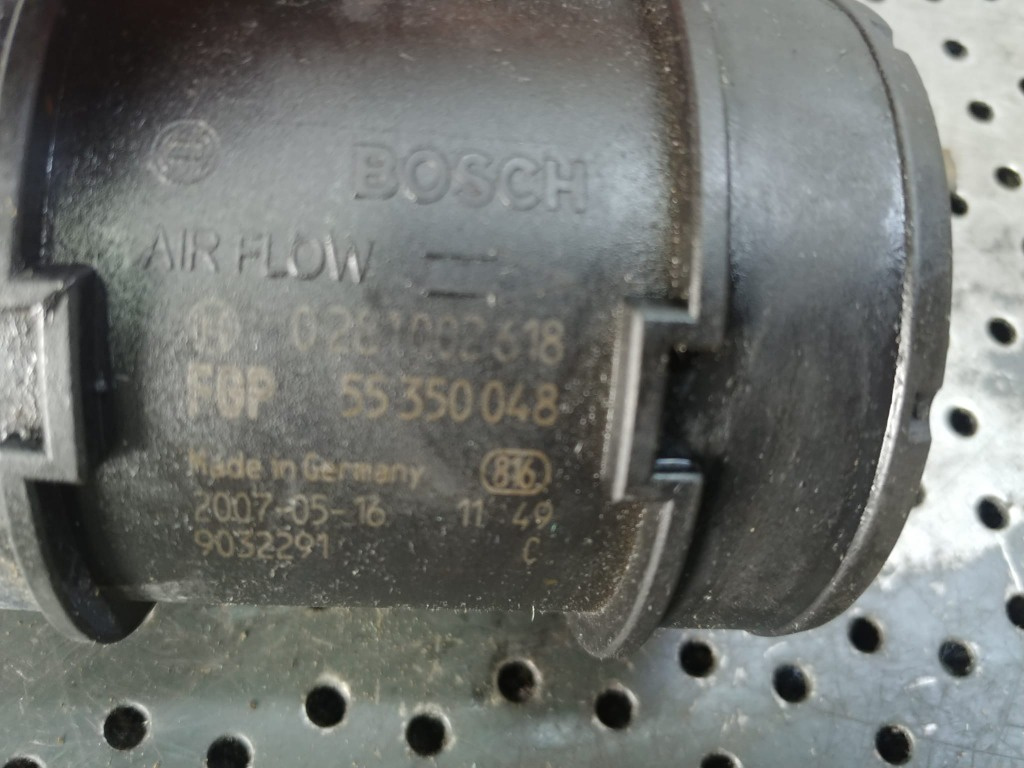 BOSCH
AIR FLOW
0 281 002 618
FGP 55 350 048
Made in Germany 816
2007-05-16 11 49
9032291 C